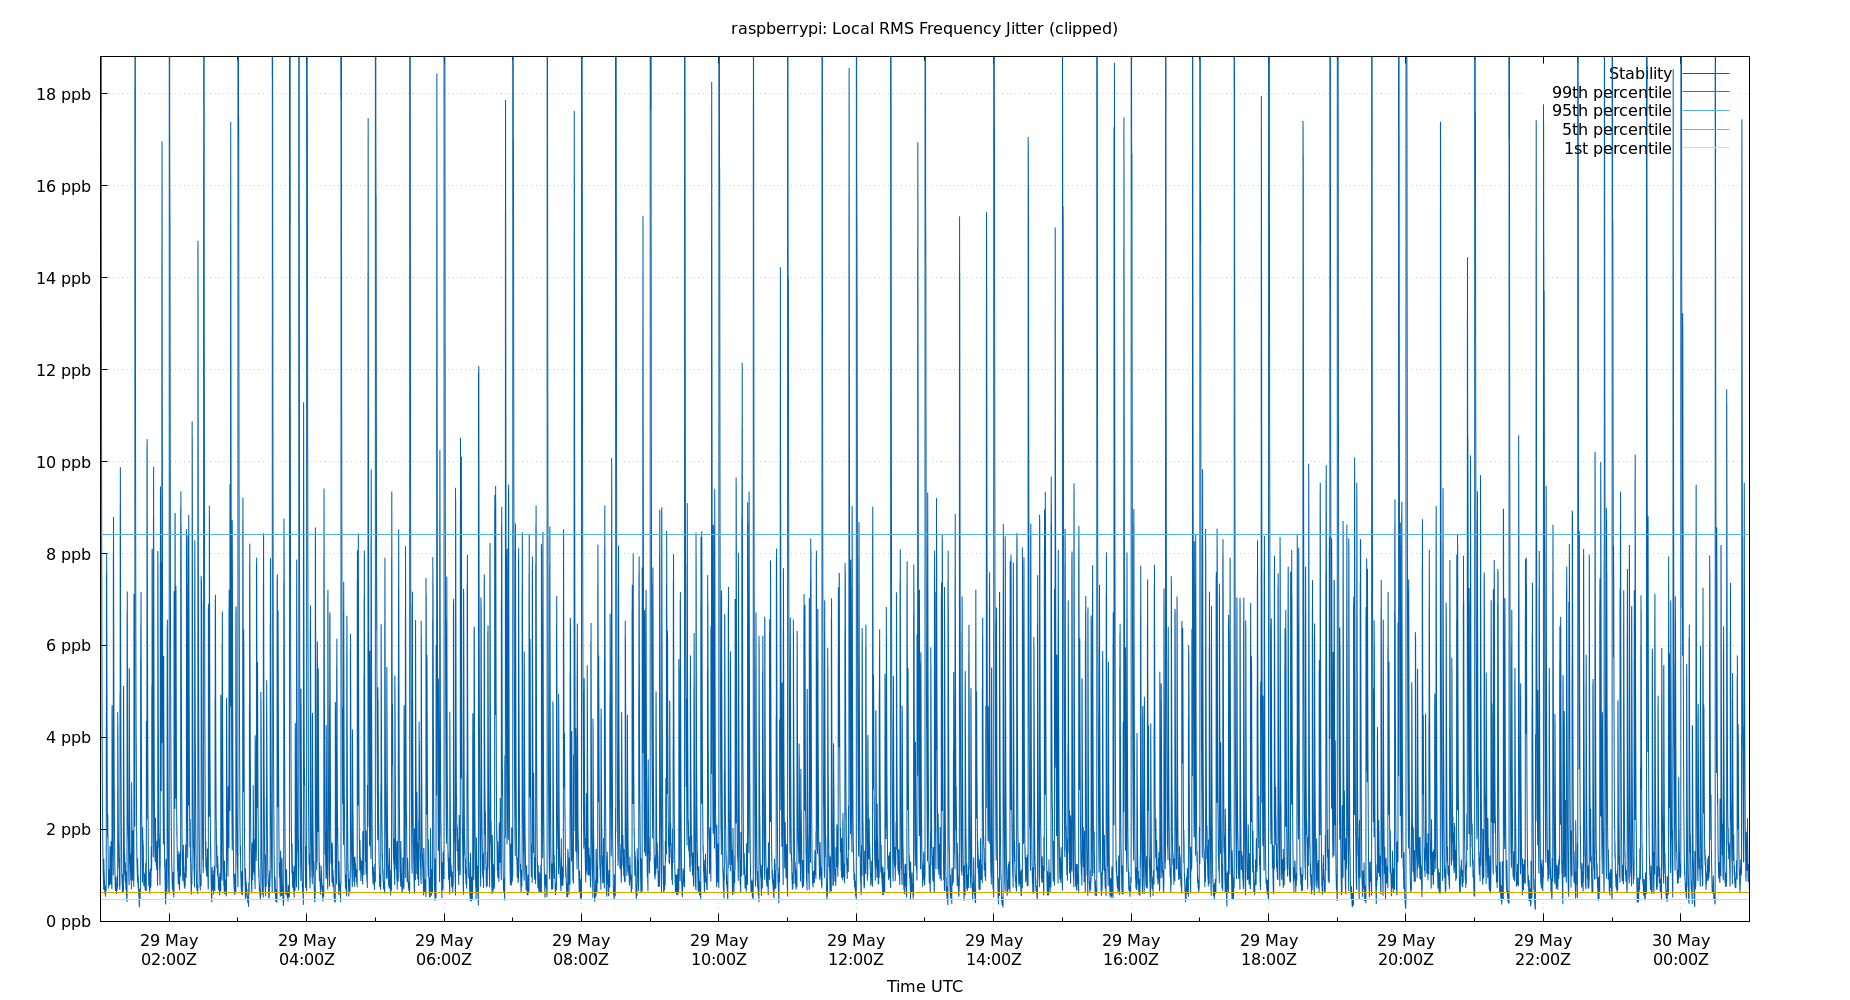 raspberrypi: Local RMS Frequency Jitter (clipped)
Stability
99th percentile
95th percentile
5th percentile
1st percentile
18 ppb
16 ppb
14 ppb
12 ppb
10 ppb
8 ppb
6 ppb
4 ppb
2 ppb
0 ppb
29 May 29 May 29 May 29 May 29 May 29 May 29 May 29 May 29 May 29 May 29 May 30 May
02:00Z 04:00Z 06:00Z 08:00Z 10:00Z 12:00Z 14:00Z 16:00Z 18:00Z 20:00Z 22:00Z 00:00Z
Time UTC